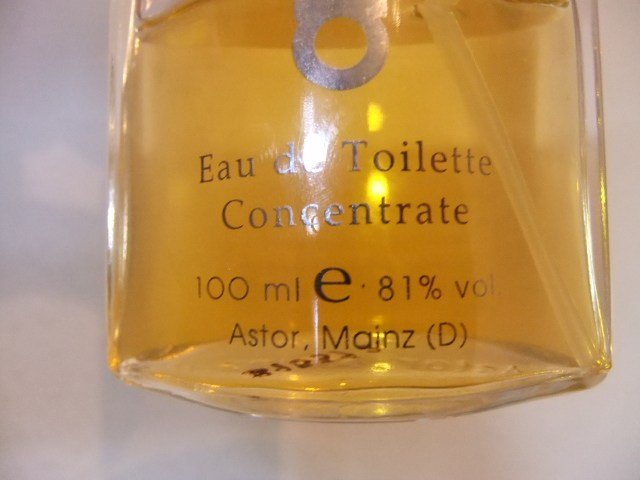 Eau de Toilette
Concentrate
100 ml e · 81% vol.
Astor, Mainz (D)